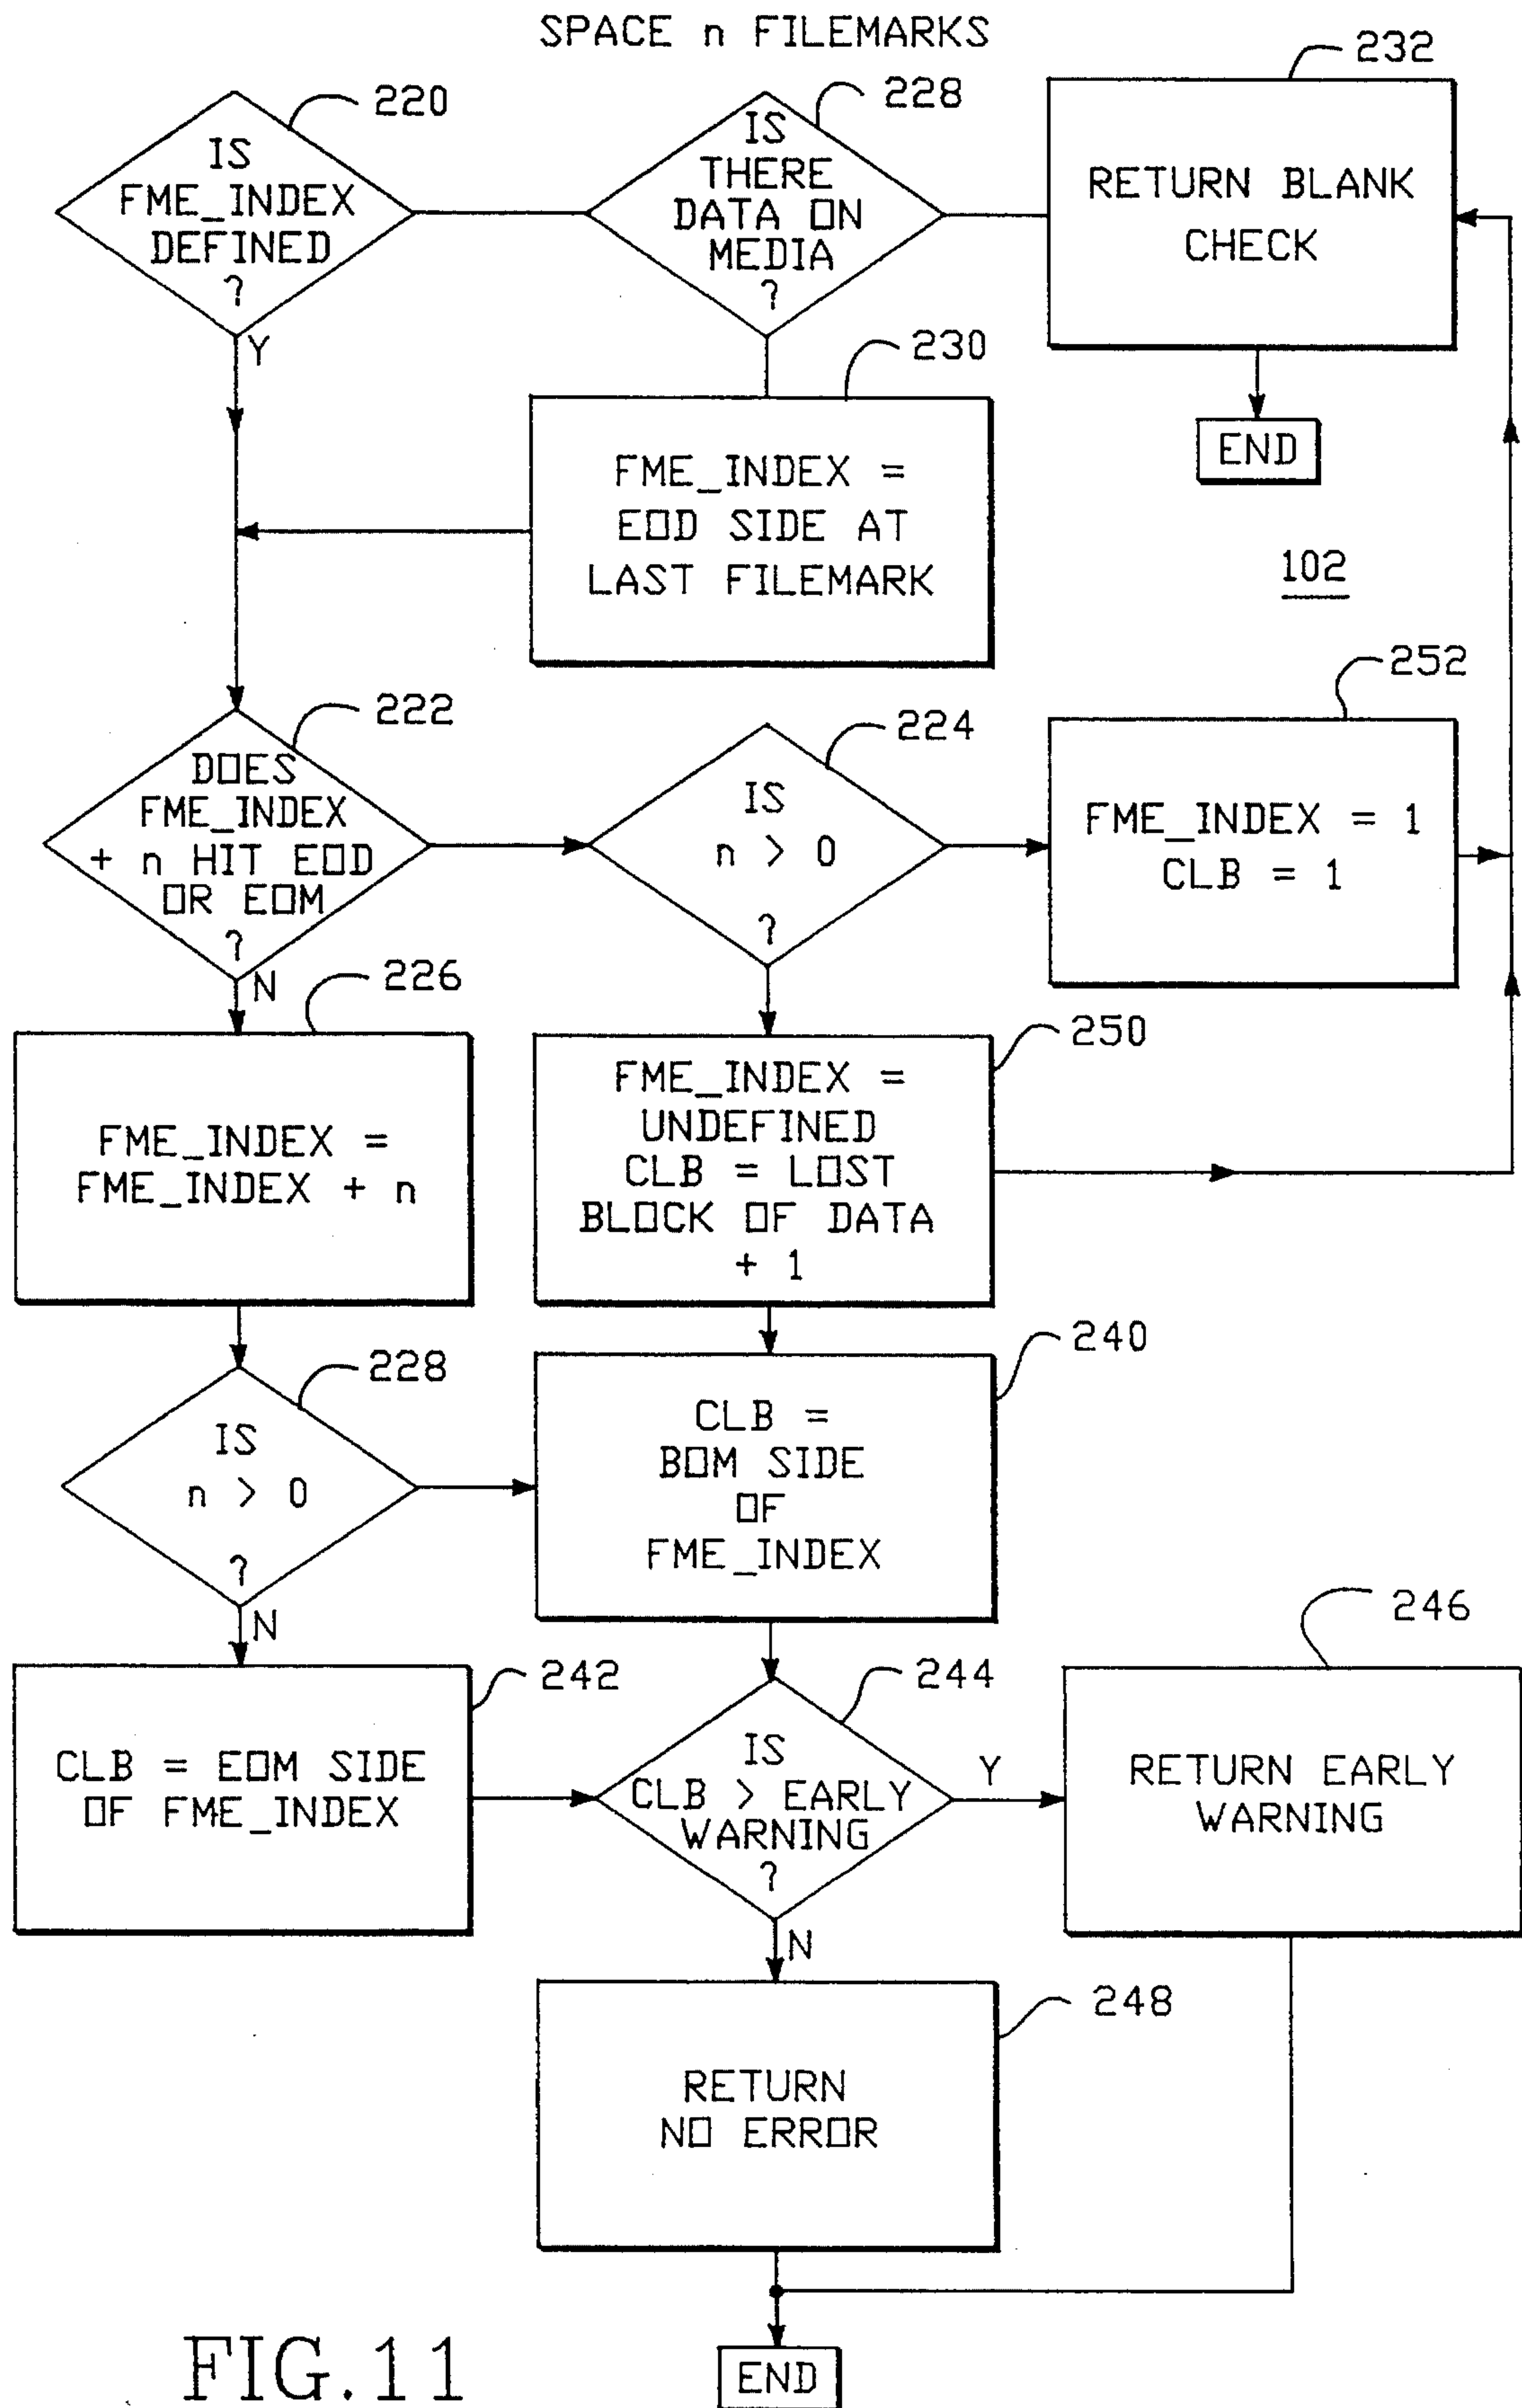 SPACE n FILEMARKS
220
IS
FME_INDEX
DEFINED
?
Y
228
IS
THERE
DATA ON
MEDIA
?
232
RETURN BLANK
CHECK
END
230
FME_INDEX =
EOD SIDE AT
LAST FILEMARK
102
222
DOES
FME_INDEX
+ n HIT EOD
OR EOM
?
N
224
IS
n > 0
?
252
FME_INDEX = 1
CLB = 1
226
FME_INDEX =
FME_INDEX + n
250
FME_INDEX =
UNDEFINED
CLB = LOST
BLOCK OF DATA
+ 1
228
IS
n > 0
?
N
240
CLB =
BOM SIDE
OF
FME_INDEX
242
CLB = EOM SIDE
OF FME_INDEX
244
IS
CLB > EARLY
WARNING
?
Y
N
246
RETURN EARLY
WARNING
248
RETURN
NO ERROR
END
FIG.11